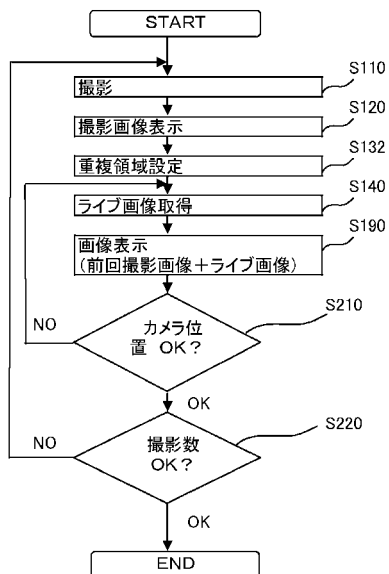 START
撮影
S110
撮影画像表示
S120
重複領域設定
S132
ライブ画像取得
S140
画像表示
(前回撮影画像+ライブ画像)
S190
カメラ位
置 OK?
S210
NO
OK
撮影数
OK?
S220
NO
OK
END